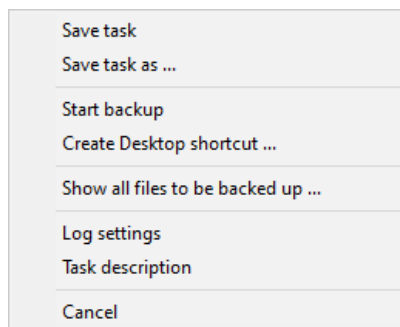 Save task
Save task as ...
Start backup
Create Desktop shortcut ...
Show all files to be backed up ...
Log settings
Task description
Cancel